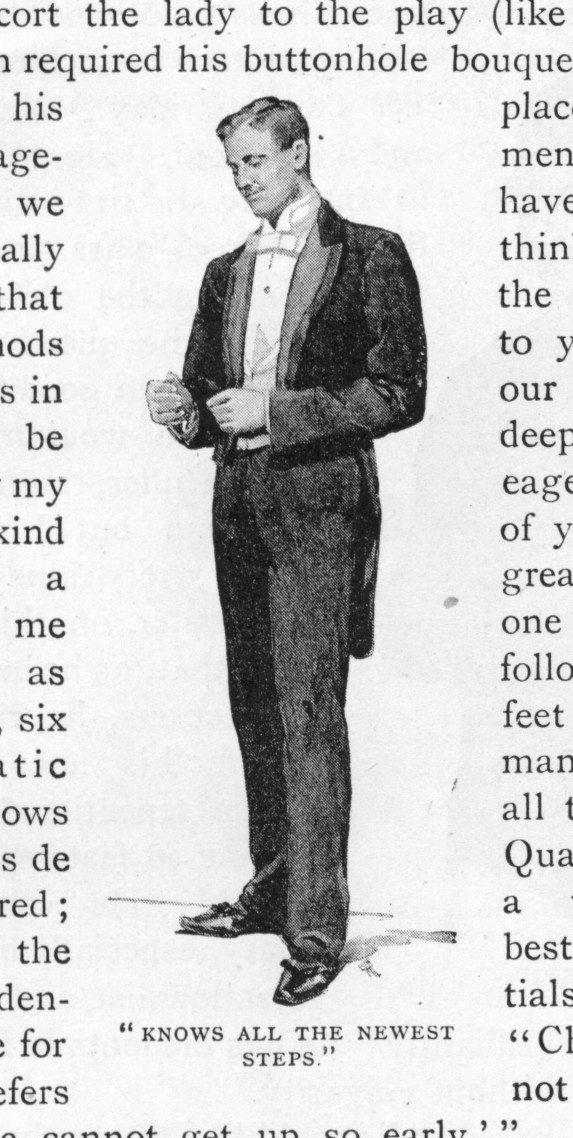 cort the lady to the play (like
n required his buttonhole bouque
his place
age- men
we have
ally thin
that the
nods to y
s in our
be deep
my eage
kind of y
a grea
me one
as follo
, six feet
atic man
ows all t
s de Qua
red; a
the best
den- tials
e for "Ch
"KNOWS ALL THE NEWEST
STEPS."
efers not
e cannot get up so early.'"